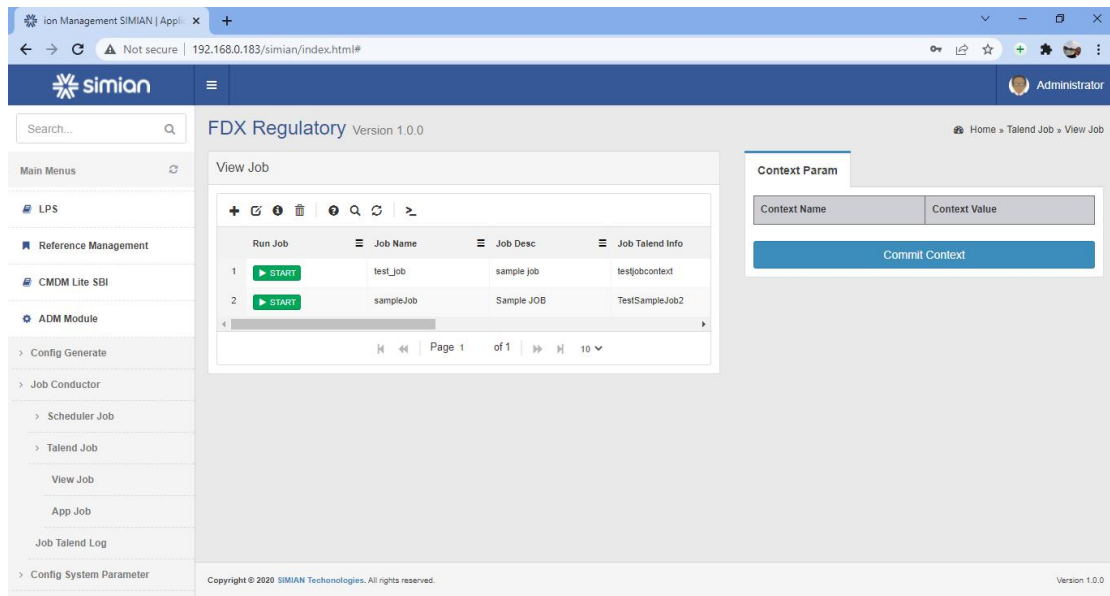 ion Management SIMIAN | Applic
Not secure | 192.168.0.183/simian/index.html#
simian
Administrator
Search...
FDX Regulatory Version 1.0.0
Home » Talend Job » View Job
Main Menus
LPS
Reference Management
CMDM Lite SBI
ADM Module
Config Generate
Job Conductor
Scheduler Job
Talend Job
View Job
App Job
Job Talend Log
Config System Parameter
View Job
Run Job Job Name Job Desc Job Talend Info
1 START test_job sample job testjobcontext
2 START sampleJob Sample JOB TestSampleJob2
Page 1 of 1 10
Context Param
Context Name Context Value
Commit Context
Copyright © 2020 SIMIAN Techonologies. All rights reserved.
Version 1.0.0